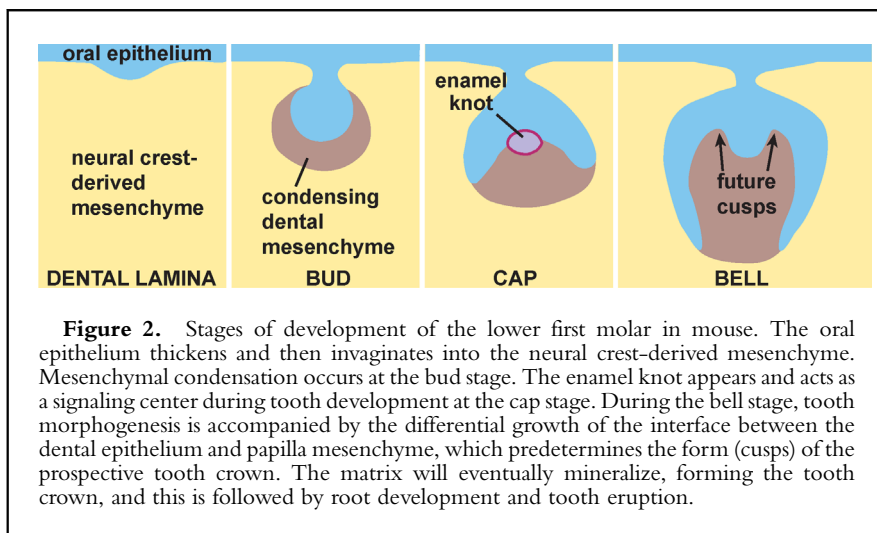 oral epithelium
neural crest-
derived
mesenchyme
DENTAL LAMINA
condensing
dental
mesenchyme
BUD
enamel
knot
CAP
future
cusps
BELL
Figure 2. Stages of development of the lower first molar in mouse. The oral
epithelium thickens and then invaginates into the neural crest-derived mesenchyme.
Mesenchymal condensation occurs at the bud stage. The enamel knot appears and acts as
a signaling center during tooth development at the cap stage. During the bell stage, tooth
morphogenesis is accompanied by the differential growth of the interface between the
dental epithelium and papilla mesenchyme, which predetermines the form (cusps) of the
prospective tooth crown. The matrix will eventually mineralize, forming the tooth
crown, and this is followed by root development and tooth eruption.